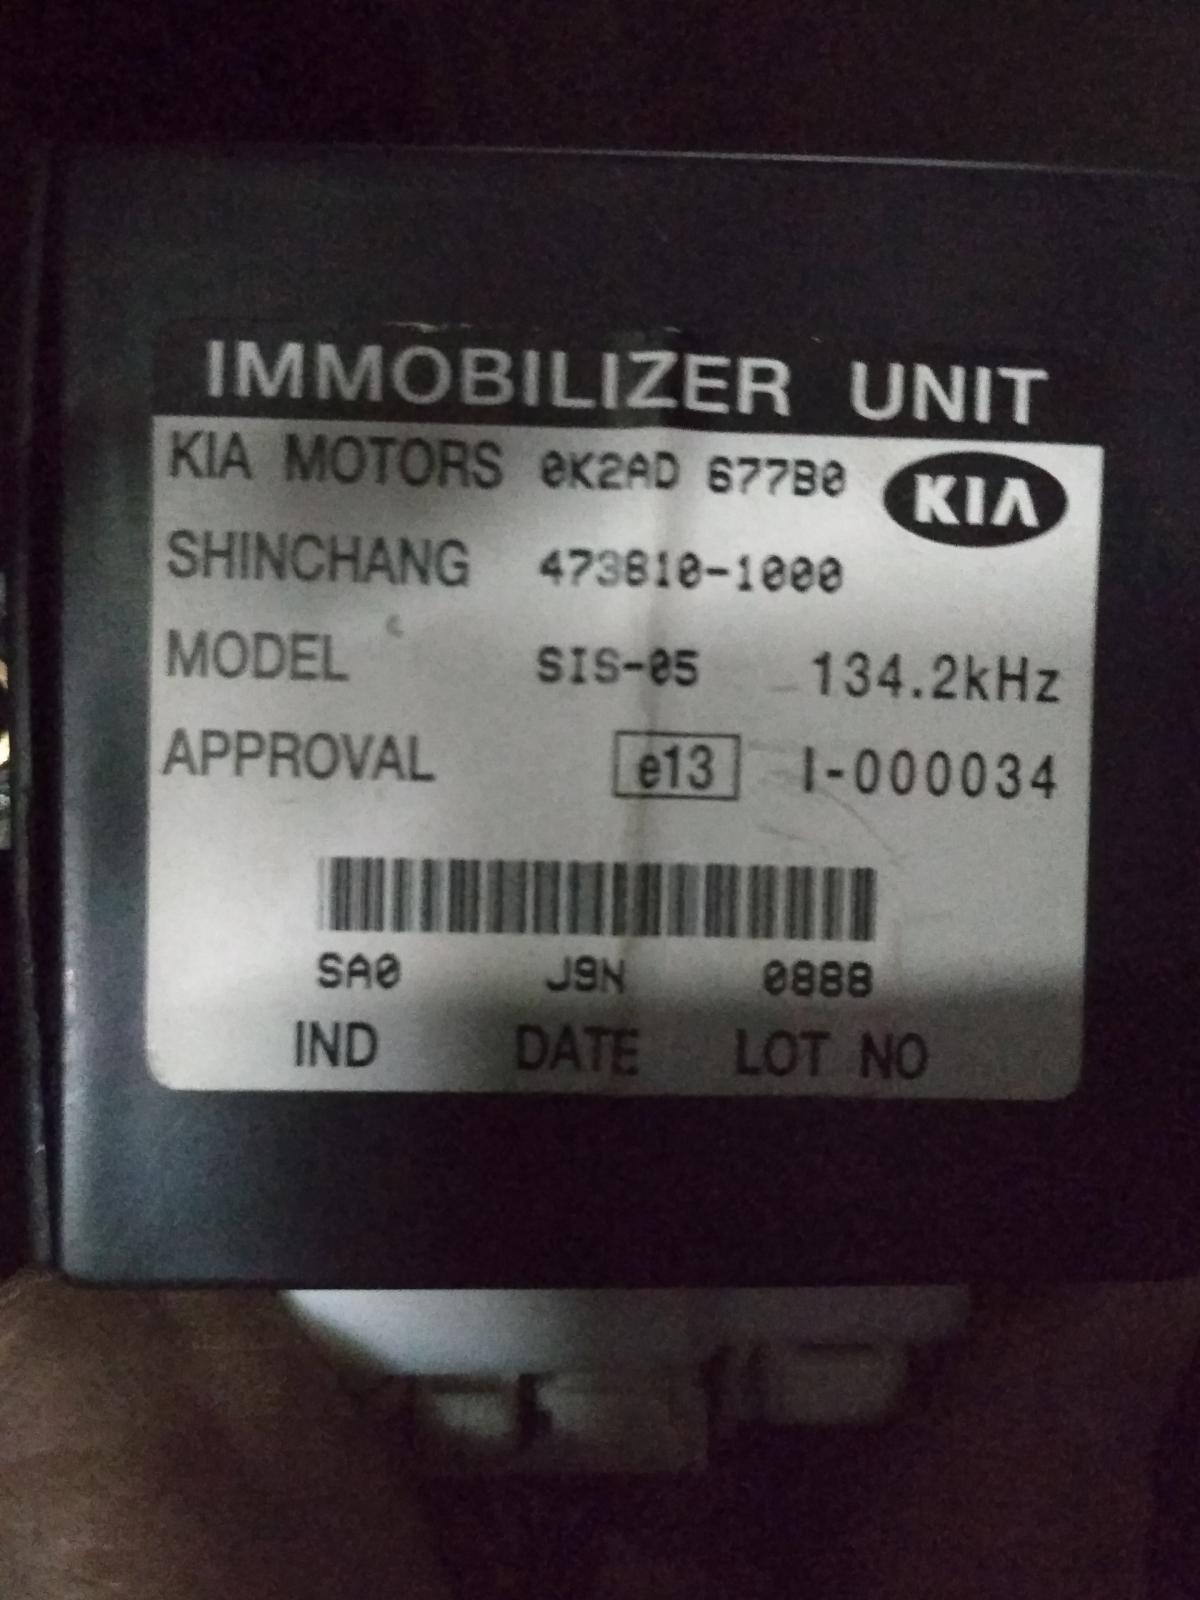 IMMOBILIZER UNIT
KIA MOTORS 0K2AD 677B0 KIA
SHINCHANG 473810-1000
MODEL SIS-05 134.2kHz
APPROVAL e13 I-000034
SA0 J9N 0888
IND DATE LOT NO